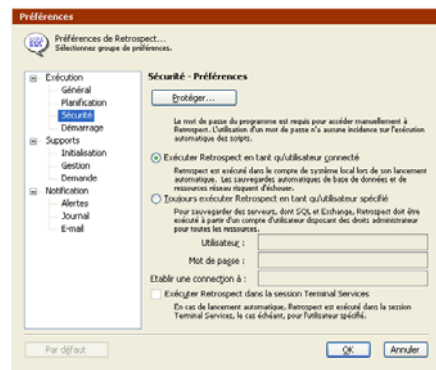 Préférences
Préférences de Retrospect...
Sélectionnez groupe de préférences.
Exécution
Général
Planification
Sécurité
Démarrage
Supports
Initialisation
Gestion
Demande
Notification
Alertes
Journal
E-mail
Sécurité - Préférences
Protéger...
Le mot de passe du programme est requis pour accéder manuellement à
Retrospect. L'utilisation d'un mot de passe n'a aucune incidence sur l'exécution
automatique des scripts.
Exécuter Retrospect en tant qu'utilisateur connecté
Retrospect est exécuté dans le compte de système local lors de son lancement
automatique. Les sauvegardes automatiques de base de données et de
ressources réseau risquent d'échouer.
Toujours exécuter Retrospect en tant qu'utilisateur spécifié
Pour sauvegarder des serveurs, dont SQL et Exchange, Retrospect doit être
exécuté à partir d'un compte d'utilisateur disposant des droits administrateur
pour toutes les ressources.
Utilisateur :
Mot de passe :
Etablir une connection à :
Exécuter Retrospect dans la session Terminal Services
En cas de lancement automatique, Retrospect est exécuté dans la session
Terminal Services, le cas échéant, pour l'utilisateur spécifié.
Par défaut
OK
Annuler